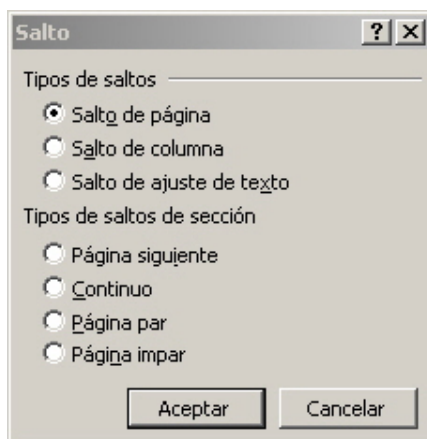 Salto
Tipos de saltos
Salto de página
Salto de columna
Salto de ajuste de texto
Tipos de saltos de sección
Página siguiente
Continuo
Página par
Página impar
Aceptar Cancelar